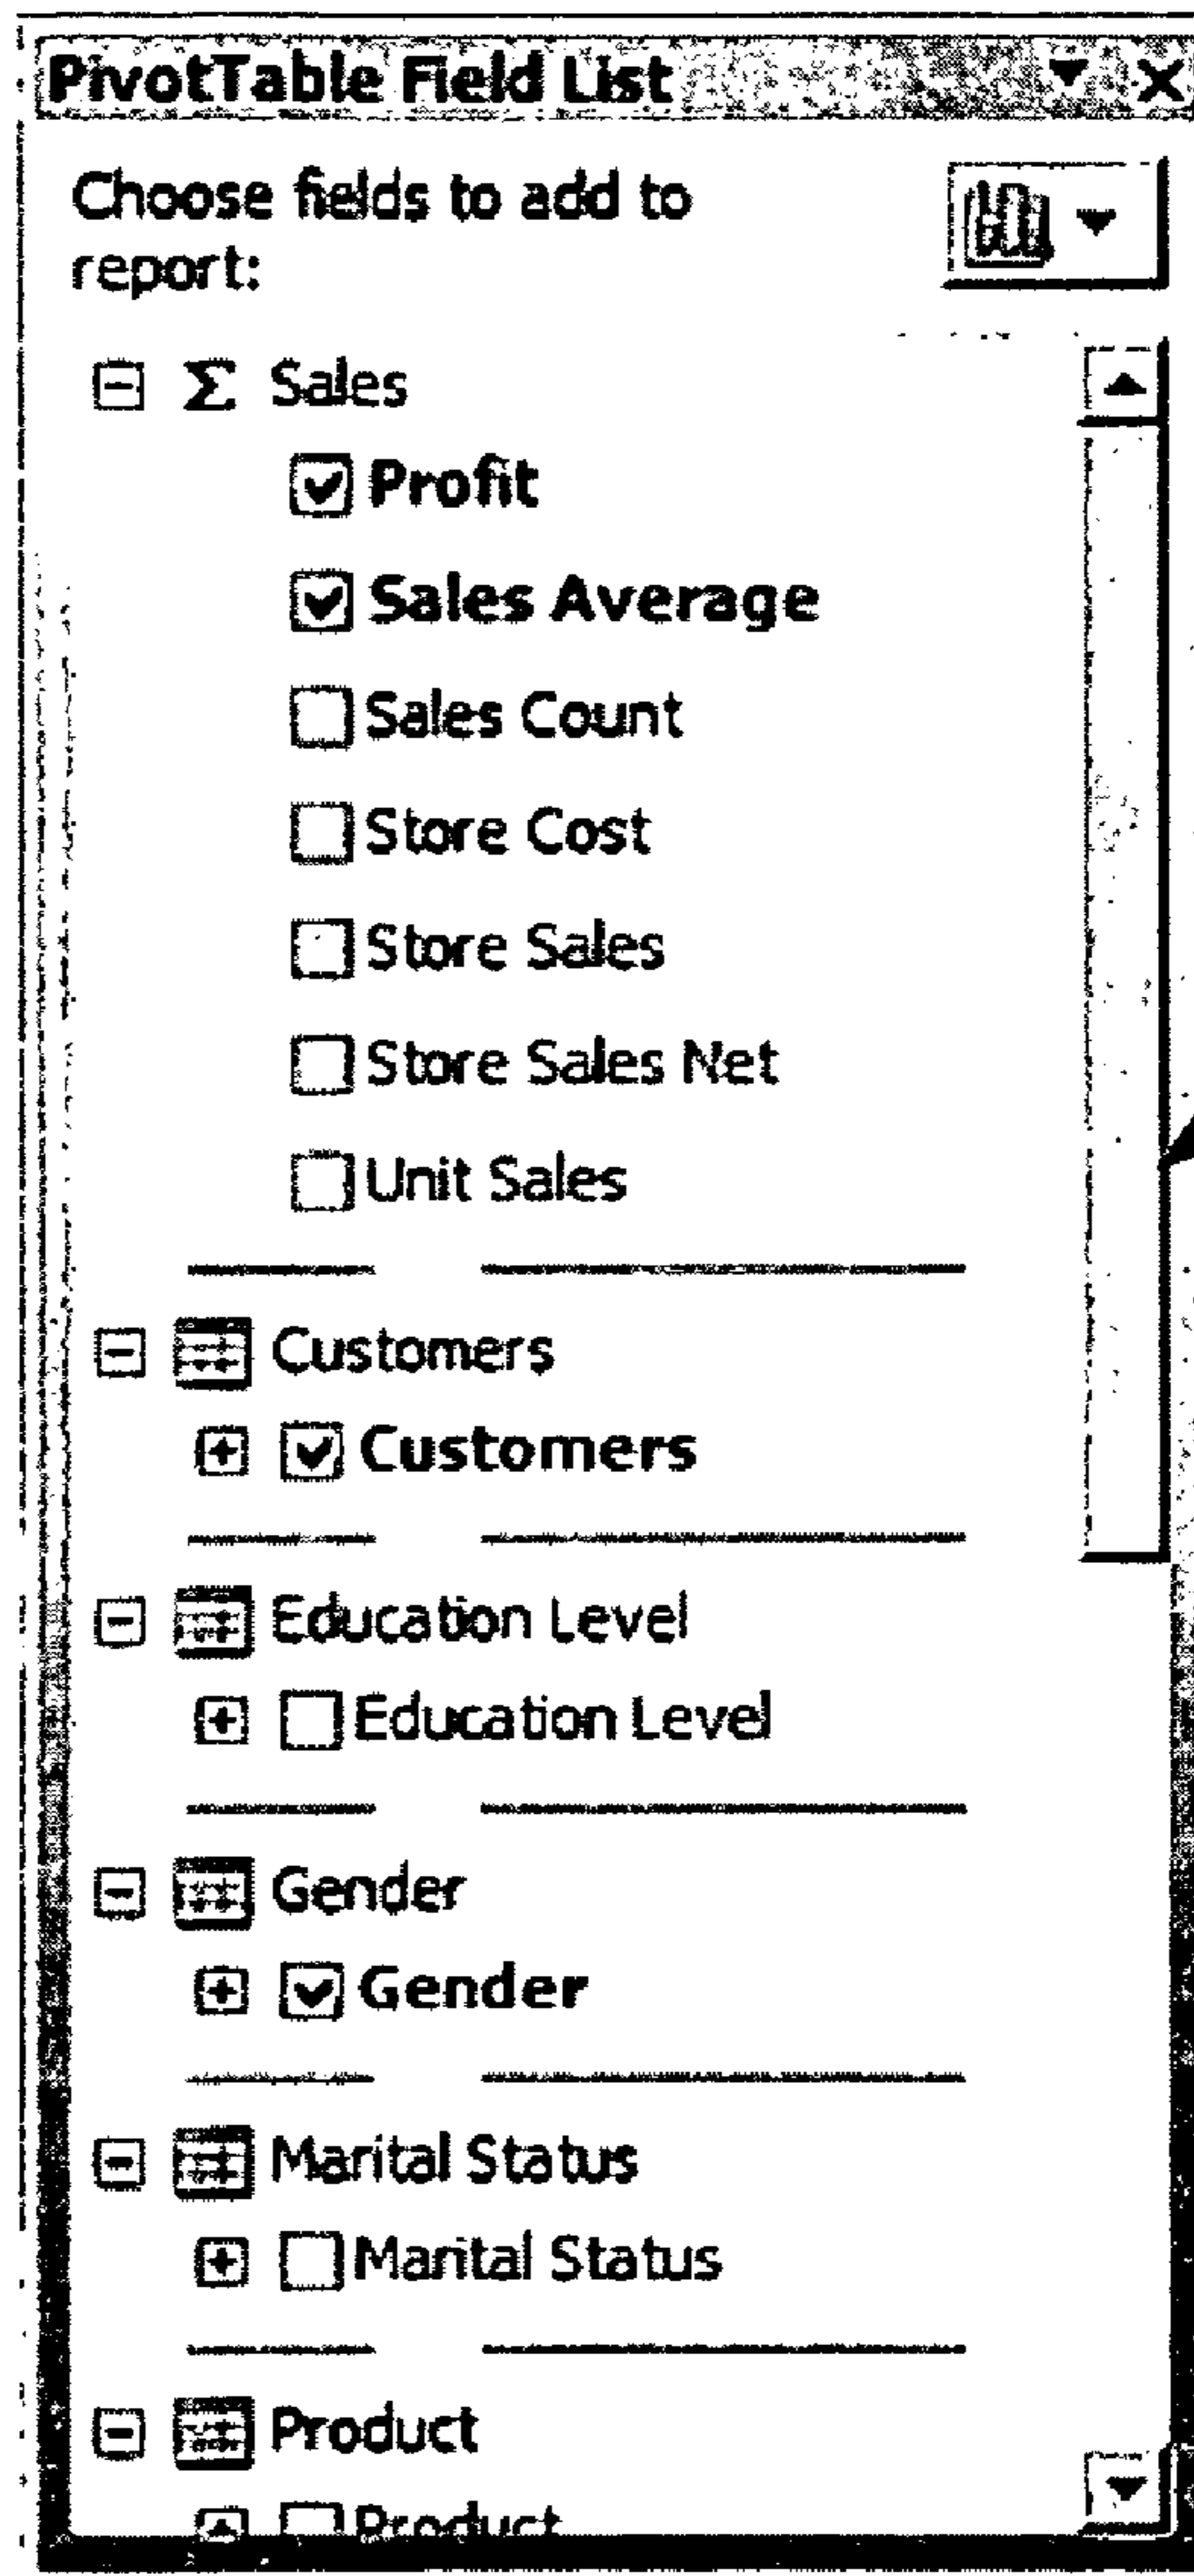 PivotTable Field List
Choose fields to add to
report:
Σ Sales
Profit
Sales Average
Sales Count
Store Cost
Store Sales
Store Sales Net
Unit Sales
Customers
Customers
Education Level
Education Level
Gender
Gender
Marital Status
Marital Status
Product
Product